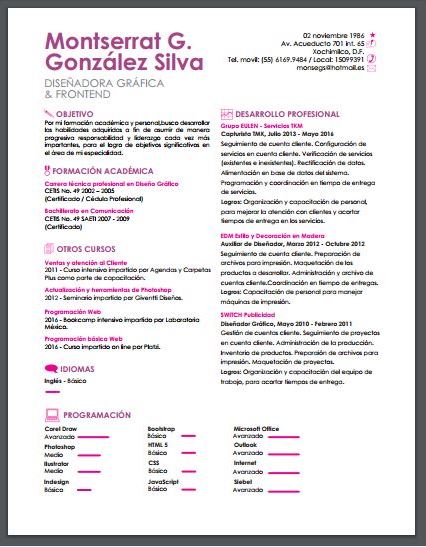 Montserrat G.
González Silva
DISEÑADORA GRÁFICA
& FRONTEND
02 noviembre 1986
Av. Acueducto 701 int. 65
Xochimilco, D.F.
Tel. movil: (55) 6169.9484 / Local: 15099391
monsegs@hotmail.es
OBJETIVO
Por mi formación académica y personal,busco desarrollar
las habilidades adquiridas a fin de asumir de manera
progresiva responsabilidad y liderazgo cada vez más
importantes, para el logro de objetivos significativos en
el área de mi especialidad.
FORMACIÓN ACADÉMICA
Carrera técnica profesional en Diseño Gráfico
CETIS No. 49 2002 – 2005
(Certificado / Cédula Profesional)
Bachillerato en Comunicación
CETIS No. 49 SAETI 2007 - 2009
(Certificado)
OTROS CURSOS
Ventas y atención al Cliente
2011 - Curso intensivo impartido por Agendas y Carpetas
Plus como parte de capacitación.
Actualización y herramientas de Photoshop
2012 - Seminario impartido por Giventti Diseños.
Programación Web
2016 - Bookcamp intensivo impartido por Laboratoria
México.
Programación básica Web
2016 - Curso impartido on line por Platzi.
IDIOMAS
Inglés - Básico
DESARROLLO PROFESIONAL
Grupo EULEN - Servicios TKM
Capturista TMK, Julio 2013 - Mayo 2016
Seguimiento de cuenta cliente. Configuración de
servicios en cuenta cliente. Verificación de servicios
(existentes e inexistentes). Rectificación de datos.
Alimentación en base de datos del sistema.
Programación y coordinación en tiempo de entrega
de servicios.
Logros: Organización y capacitación de personal,
para mejorar la atención con clientes y acortar
tiempos de entrega en los servicios.
EDM Estilo y Decoración en Madera
Auxiliar de Diseñador, Marzo 2012 - Octubre 2012
Seguimiento de cuenta cliente. Preparación de
archivos para impresión. Maquetación de los
productos a desarrollar. Administración y archivo de
cuentas cliente.Coordinación en tiempo de entregas.
Logros: Capacitación de personal para manejar
máquinas de impresión.
SWITCH Publicidad
Diseñador Gráfico, Mayo 2010 - Febrero 2011
Gestión de cuenta cliente. Seguimiento de proyectos
en cuenta cliente. Administración de la producción.
Inventario de productos. Preparación de archivos para
impresión. Maquetación de proyectos.
Logros: Organización y capacitación del equipo de
trabajo, para acortar tiempos de entrega.
PROGRAMACIÓN
Corel Draw
Avanzado
Photoshop
Medio
Ilustrador
Medio
Indesign
Básico
Bootstrap
Básico
HTML 5
Básico
CSS
Básico
JavaScript
Básico
Microsoft Office
Avanzado
Outlook
Avanzado
Internet
Avanzado
Siebel
Avanzado